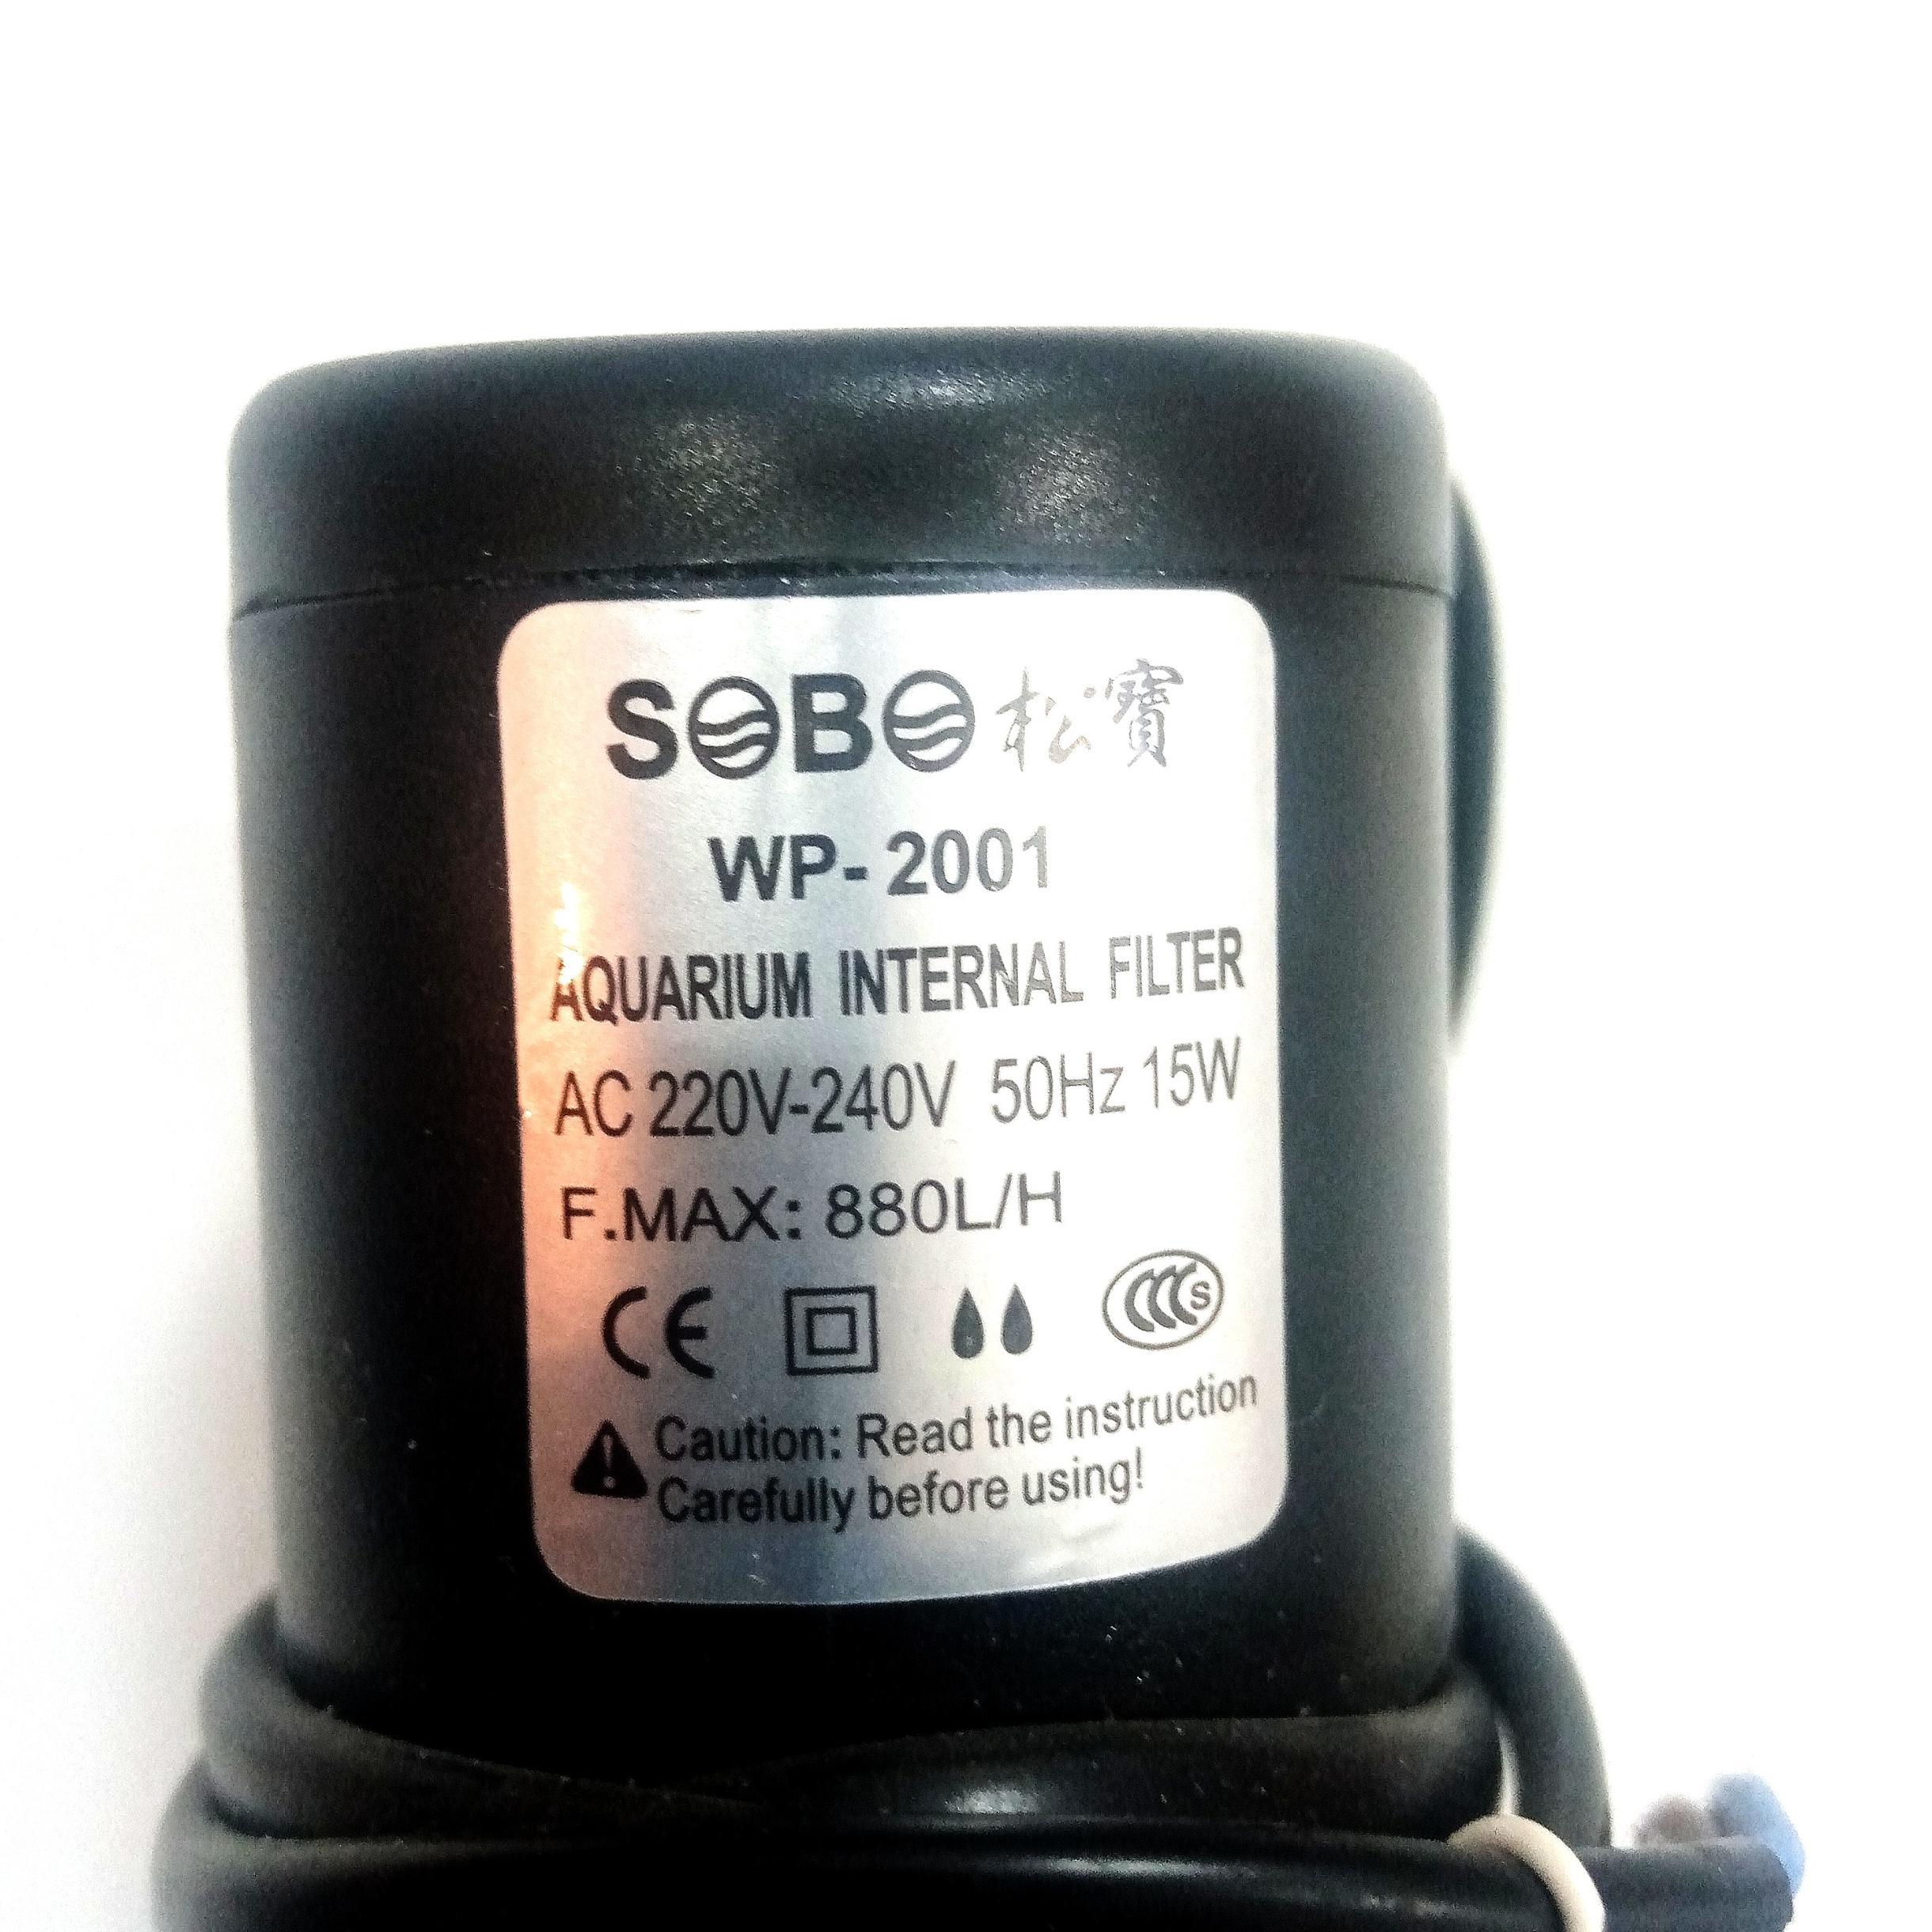 SOBO 松寶
WP-2001
AQUARIUM INTERNAL FILTER
AC 220V-240V 50Hz 15W
F.MAX: 880L/H
CE CCC S
Caution: Read the instruction
Carefully before using!